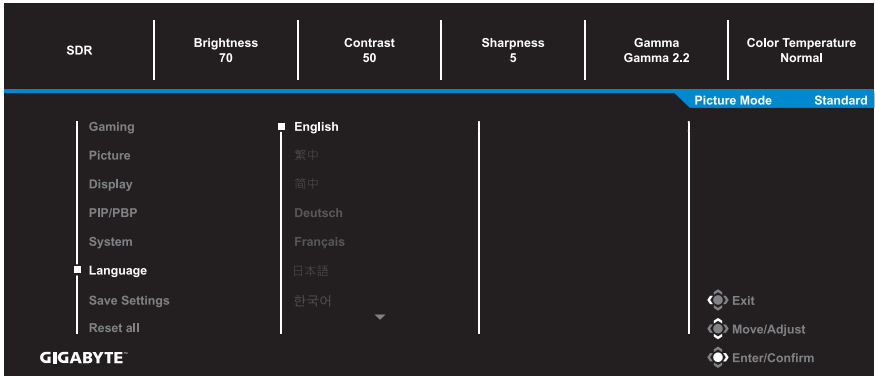 SDR
Brightness
70
Contrast
50
Sharpness
5
Gamma
Gamma 2.2
Color Temperature
Normal
Picture Mode Standard
Gaming
Picture
Display
PIP/PBP
System
Language
Save Settings
Reset all
English
繁中
简中
Deutsch
Français
日本語
한국어
Exit
Move/Adjust
Enter/Confirm
GIGABYTE™